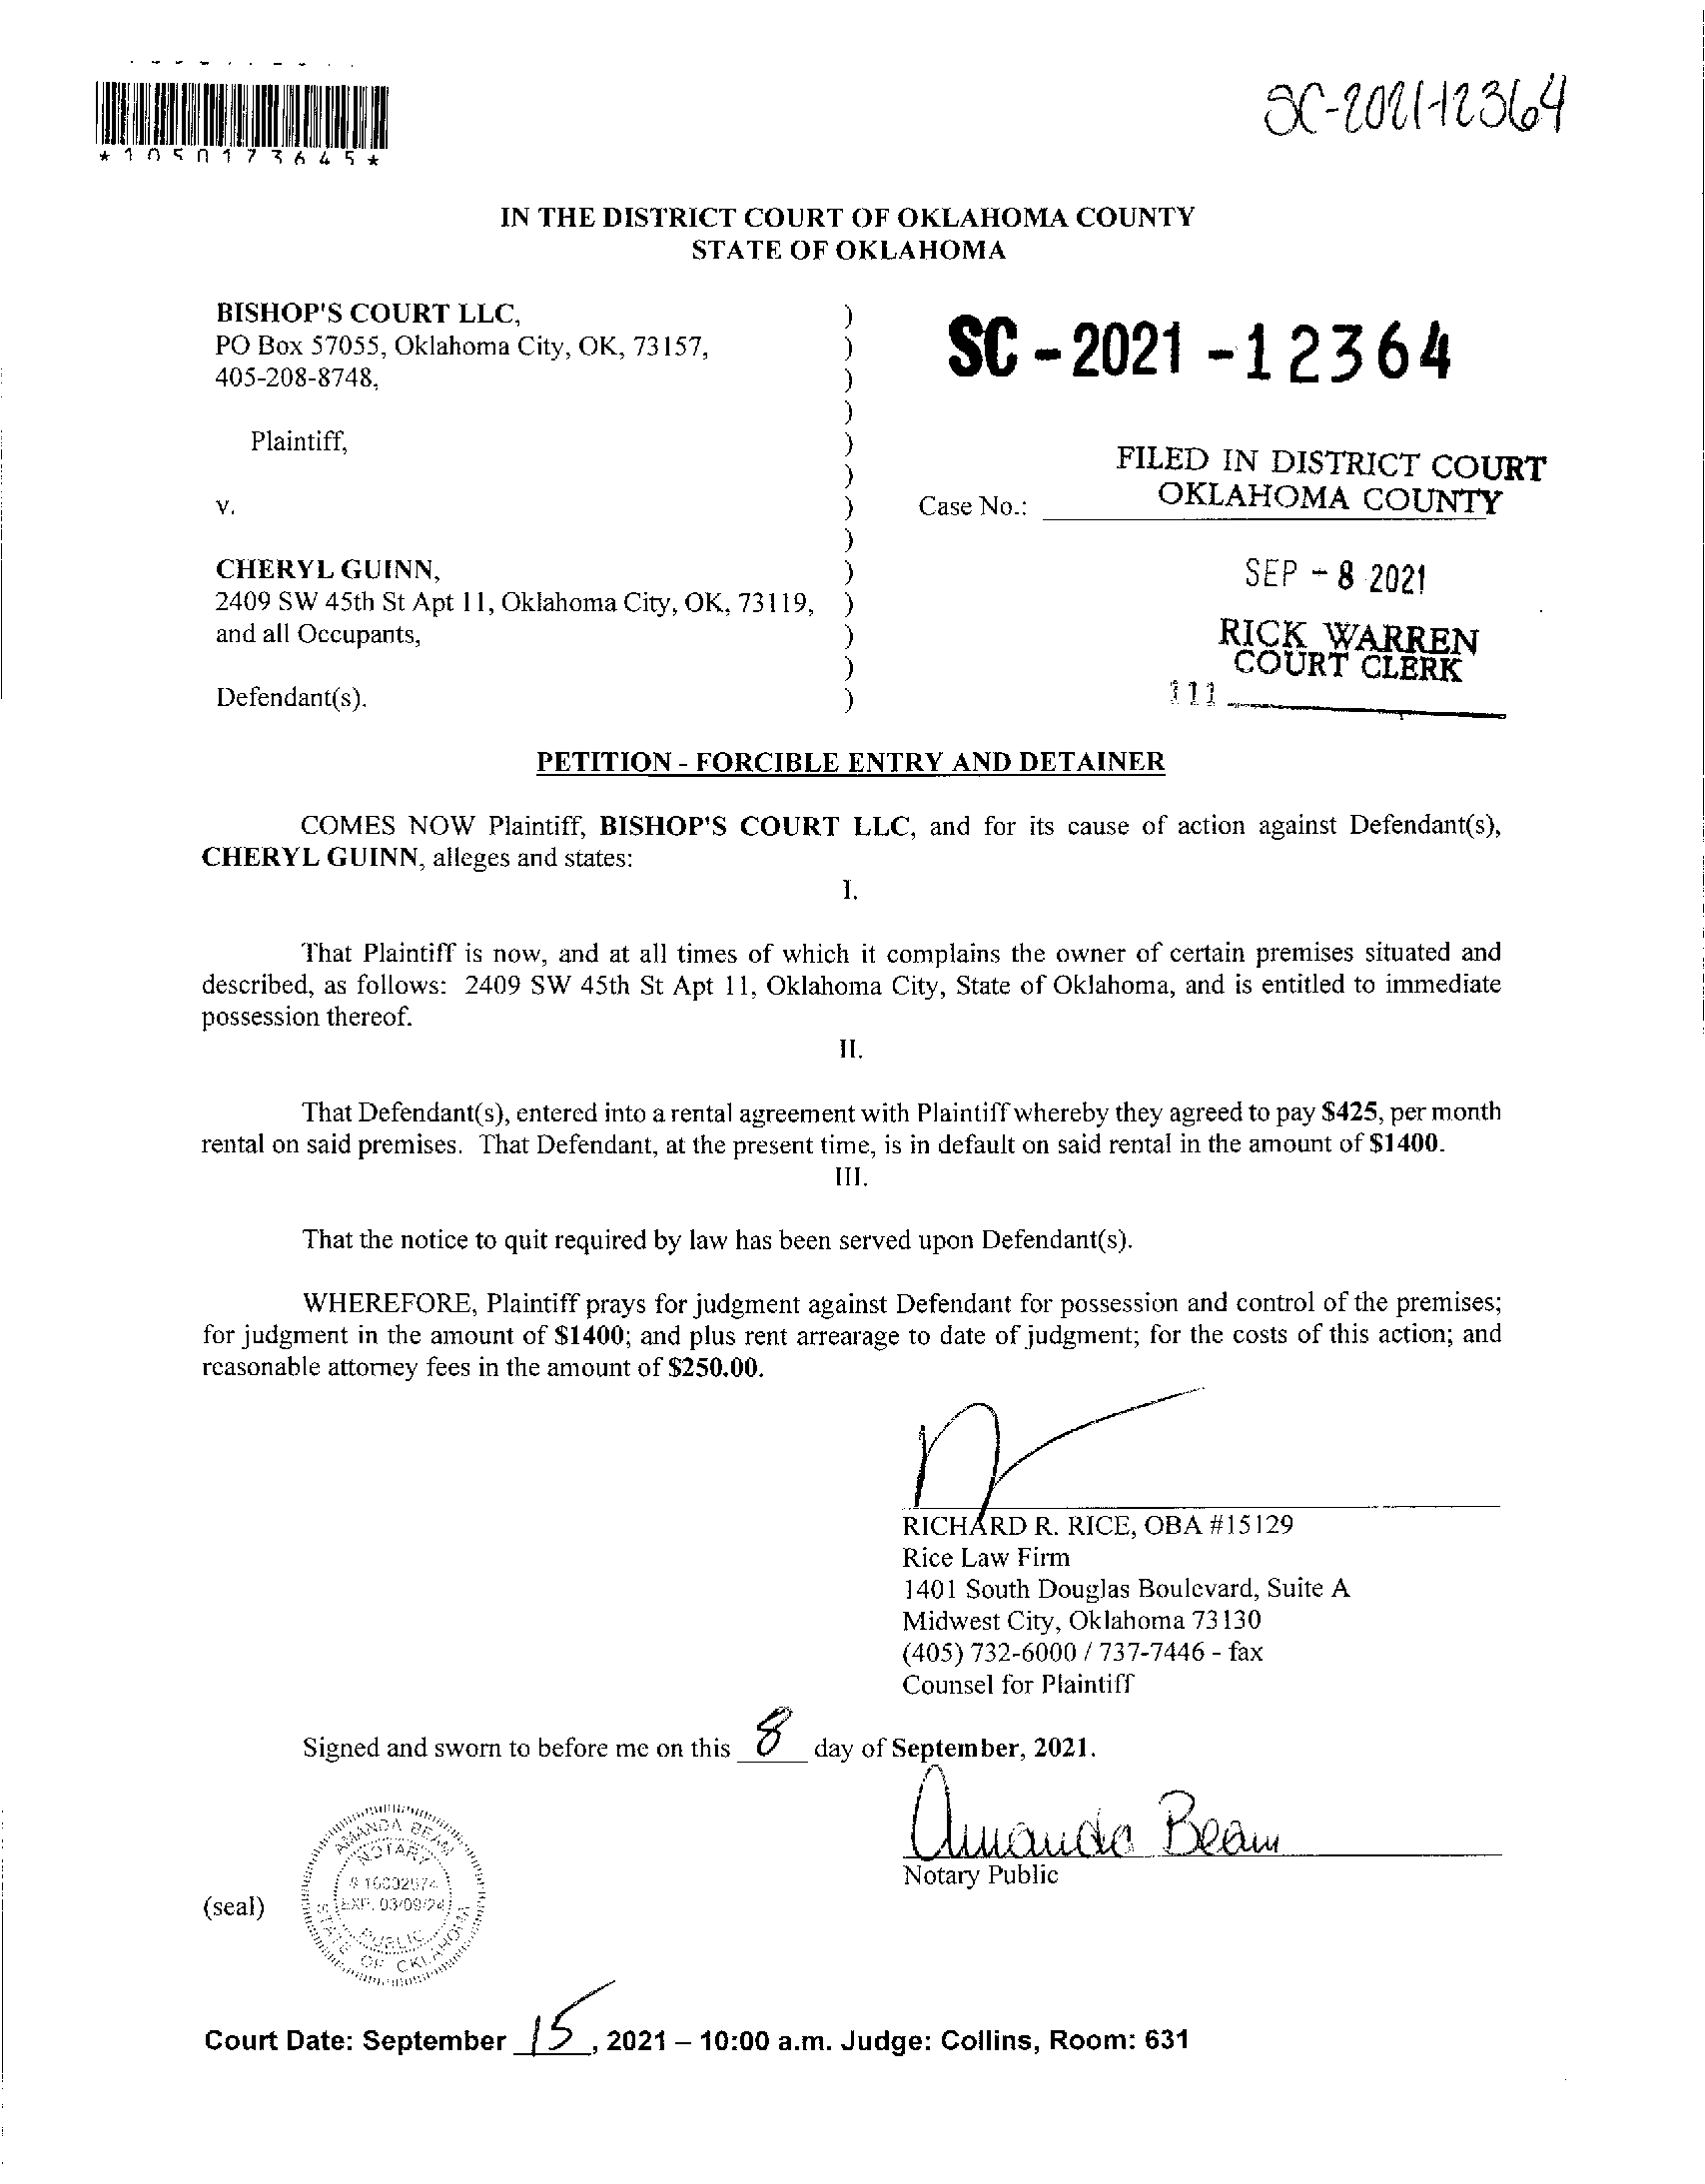 *1050173645*
SC-2021-12364
IN THE DISTRICT COURT OF OKLAHOMA COUNTY
STATE OF OKLAHOMA
BISHOP'S COURT LLC,
PO Box 57055, Oklahoma City, OK, 73157,
405-208-8748,
Plaintiff,
v.
CHERYL GUINN,
2409 SW 45th St Apt 11, Oklahoma City, OK, 73119,
and all Occupants,
Defendant(s).
)
)
)
)
)
)
)
)
)
)
)
)
)
SC - 2021 - 12364
FILED IN DISTRICT COURT
OKLAHOMA COUNTY
Case No.:
SEP - 8 2021
RICK WARREN
COURT CLERK
111
PETITION - FORCIBLE ENTRY AND DETAINER
COMES NOW Plaintiff, BISHOP'S COURT LLC, and for its cause of action against Defendant(s),
CHERYL GUINN, alleges and states:
I.
That Plaintiff is now, and at all times of which it complains the owner of certain premises situated and
described, as follows: 2409 SW 45th St Apt 11, Oklahoma City, State of Oklahoma, and is entitled to immediate
possession thereof.
II.
That Defendant(s), entered into a rental agreement with Plaintiff whereby they agreed to pay $425, per month
rental on said premises. That Defendant, at the present time, is in default on said rental in the amount of $1400.
III.
That the notice to quit required by law has been served upon Defendant(s).
WHEREFORE, Plaintiff prays for judgment against Defendant for possession and control of the premises;
for judgment in the amount of $1400; and plus rent arrearage to date of judgment; for the costs of this action; and
reasonable attorney fees in the amount of $250.00.
RICHARD R. RICE, OBA #15129
Rice Law Firm
1401 South Douglas Boulevard, Suite A
Midwest City, Oklahoma 73130
(405) 732-6000 / 737-7446 - fax
Counsel for Plaintiff
Signed and sworn to before me on this 8 day of September, 2021.
Amanda Beam
Notary Public
(seal)
AMANDA BEAM
NOTARY
EXP. 03/09/24
PUBLIC
STATE OF OKLAHOMA
Court Date: September 15, 2021 – 10:00 a.m. Judge: Collins, Room: 631